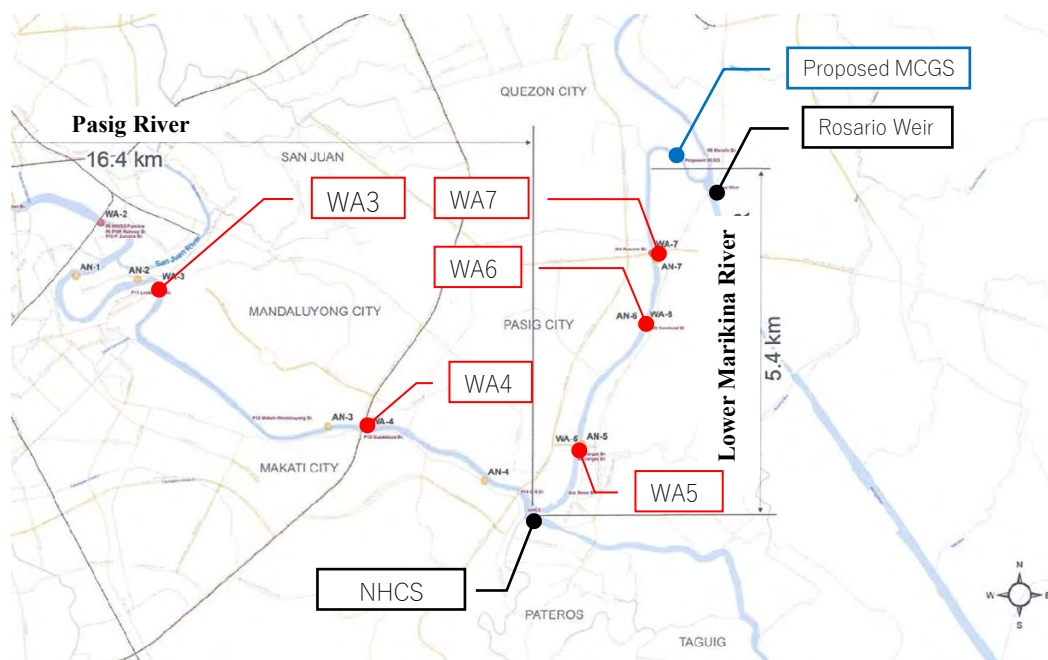 Proposed MCGS
QUEZON CITY
Rosario Weir
Pasig River
16.4 km
SAN JUAN
Proposed MCGS
WA3
WA7
WA-2
San Juan River
WA-7
AN-1
AN-2
WA-3
AN-7
WA6
MANDALUYONG CITY
PASIG CITY
AN-6
WA-6
Lower Marikina River
5.4 km
WA4
AN-3
WA-4
WA-5
AN-5
MAKATI CITY
AN-4
WA5
NHCS
PATEROS
TAGUIG
N
W
E
S